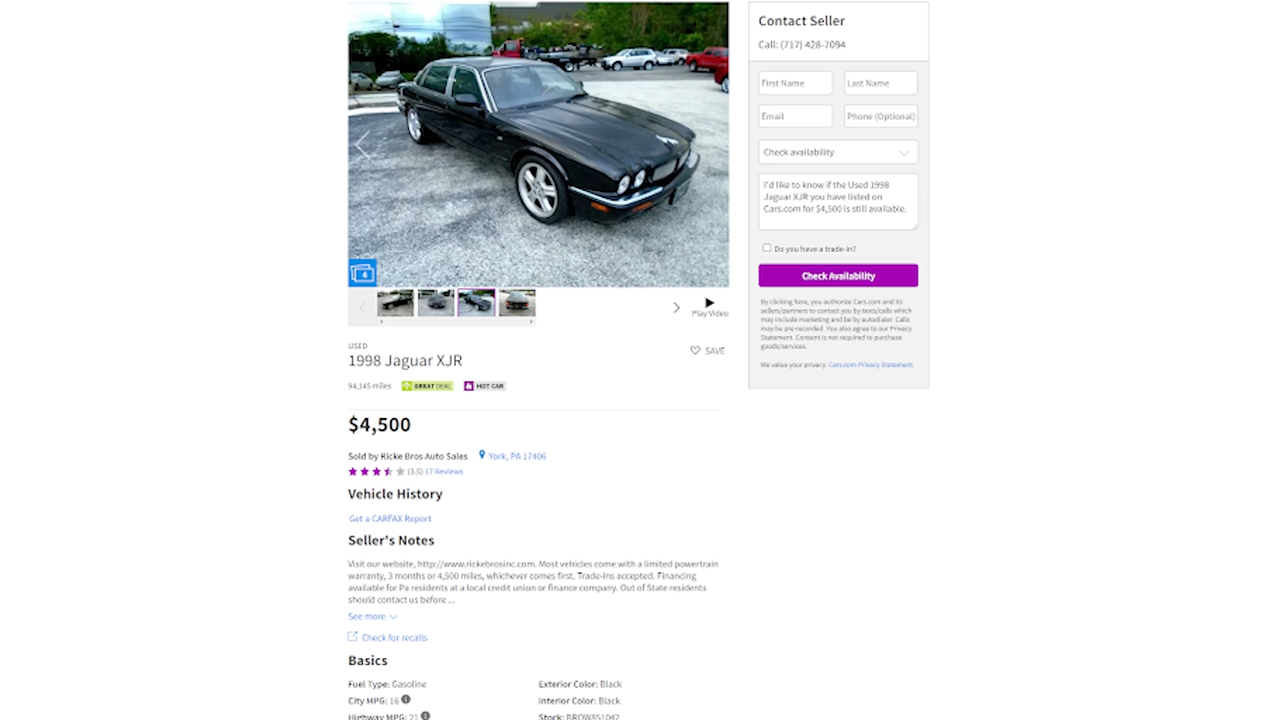 Contact Seller
Call: (717) 428-7094
First Name
Last Name
Email
Phone (Optional)
Check availability
I'd like to know if the Used 1998
Jaguar XJR you have listed on
Cars.com for $4,500 is still available.
Do you have a trade-in?
Check Availability
By clicking here, you authorize Cars.com and its
sellers/partners to contact you by texts/calls which
may include marketing and be by autodialer. Calls
may be pre-recorded. You also agree to our Privacy
Statement. Consent is not required to purchase
goods/services.
We value your privacy. Cars.com Privacy Statement.
4
Play Video
USED
1998 Jaguar XJR
SAVE
94,145 miles
GREAT DEAL
HOT CAR
$4,500
Sold by Ricke Bros Auto Sales
York, PA 17406
(3.5) 17 Reviews
Vehicle History
Get a CARFAX Report
Seller's Notes
Visit our website, http://www.rickebrosinc.com. Most vehicles come with a limited powertrain
warranty, 3 months or 4,500 miles, whichever comes first. Trade-ins accepted. Financing
available for Pa residents at a local credit union or finance company. Out of State residents
should contact us before ...
See more
Check for recalls
Basics
Fuel Type: Gasoline
Exterior Color: Black
City MPG: 16
Interior Color: Black
Highway MPG: 21
Stock: